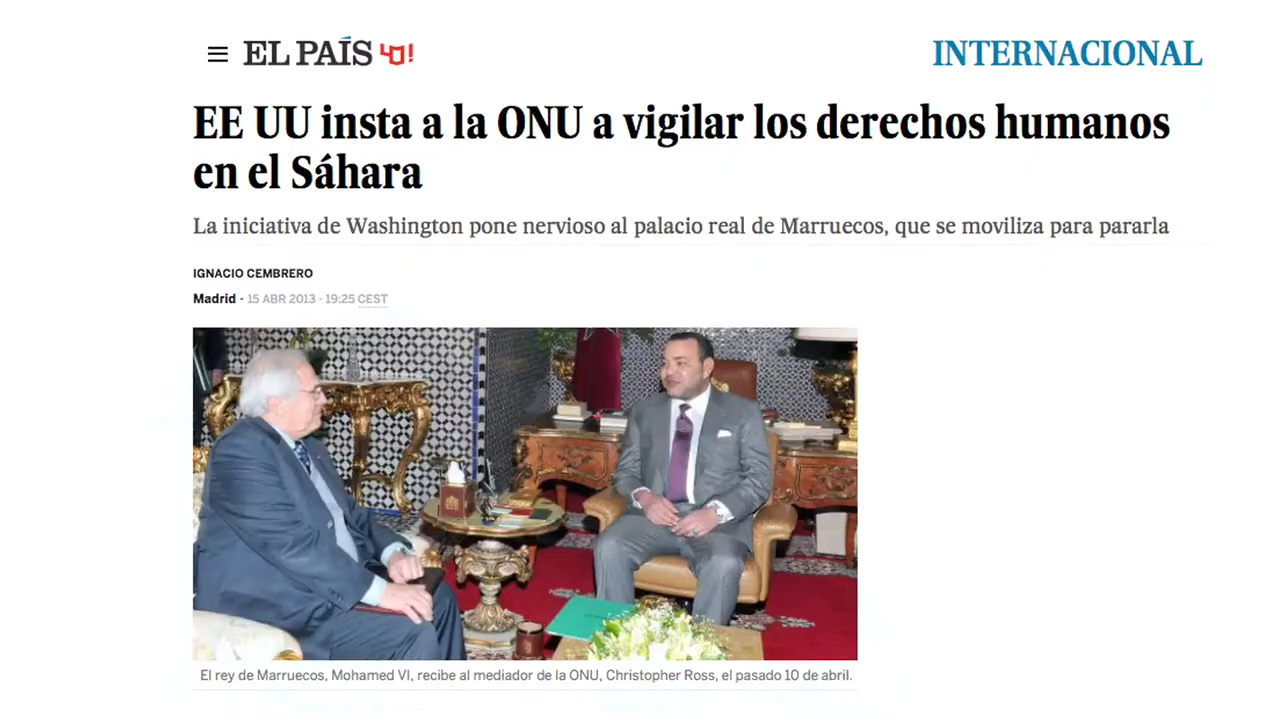 EL PAÍS 40!
INTERNACIONAL
EE UU insta a la ONU a vigilar los derechos humanos
en el Sáhara
La iniciativa de Washington pone nervioso al palacio real de Marruecos, que se moviliza para pararla
IGNACIO CEMBRERO
Madrid - 15 ABR 2013 - 19:25 CEST
El rey de Marruecos, Mohamed VI, recibe al mediador de la ONU, Christopher Ross, el pasado 10 de abril.